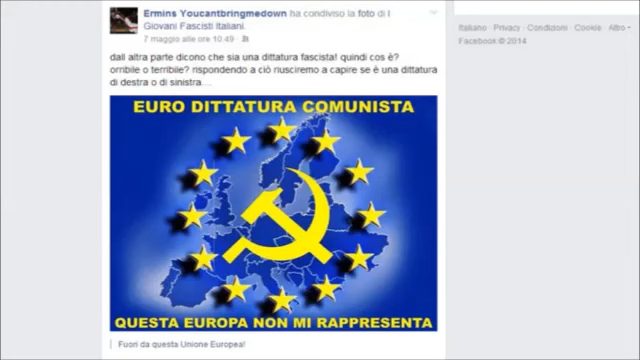 Ermins Youcantbringmedown ha condiviso la foto di I
Giovani Fascisti Italiani.
7 maggio alle ore 10:49
dall altra parte dicono che sia una dittatura fascista! quindi cos è?
orribile o terribile? rispondendo a ciò riusciremo a capire se è una dittatura
di destra o di sinistra....
EURO DITTATURA COMUNISTA
QUESTA EUROPA NON MI RAPPRESENTA
Fuori da questa Unione Europea!
Italiano · Privacy · Condizioni · Cookie · Altro
Facebook © 2014